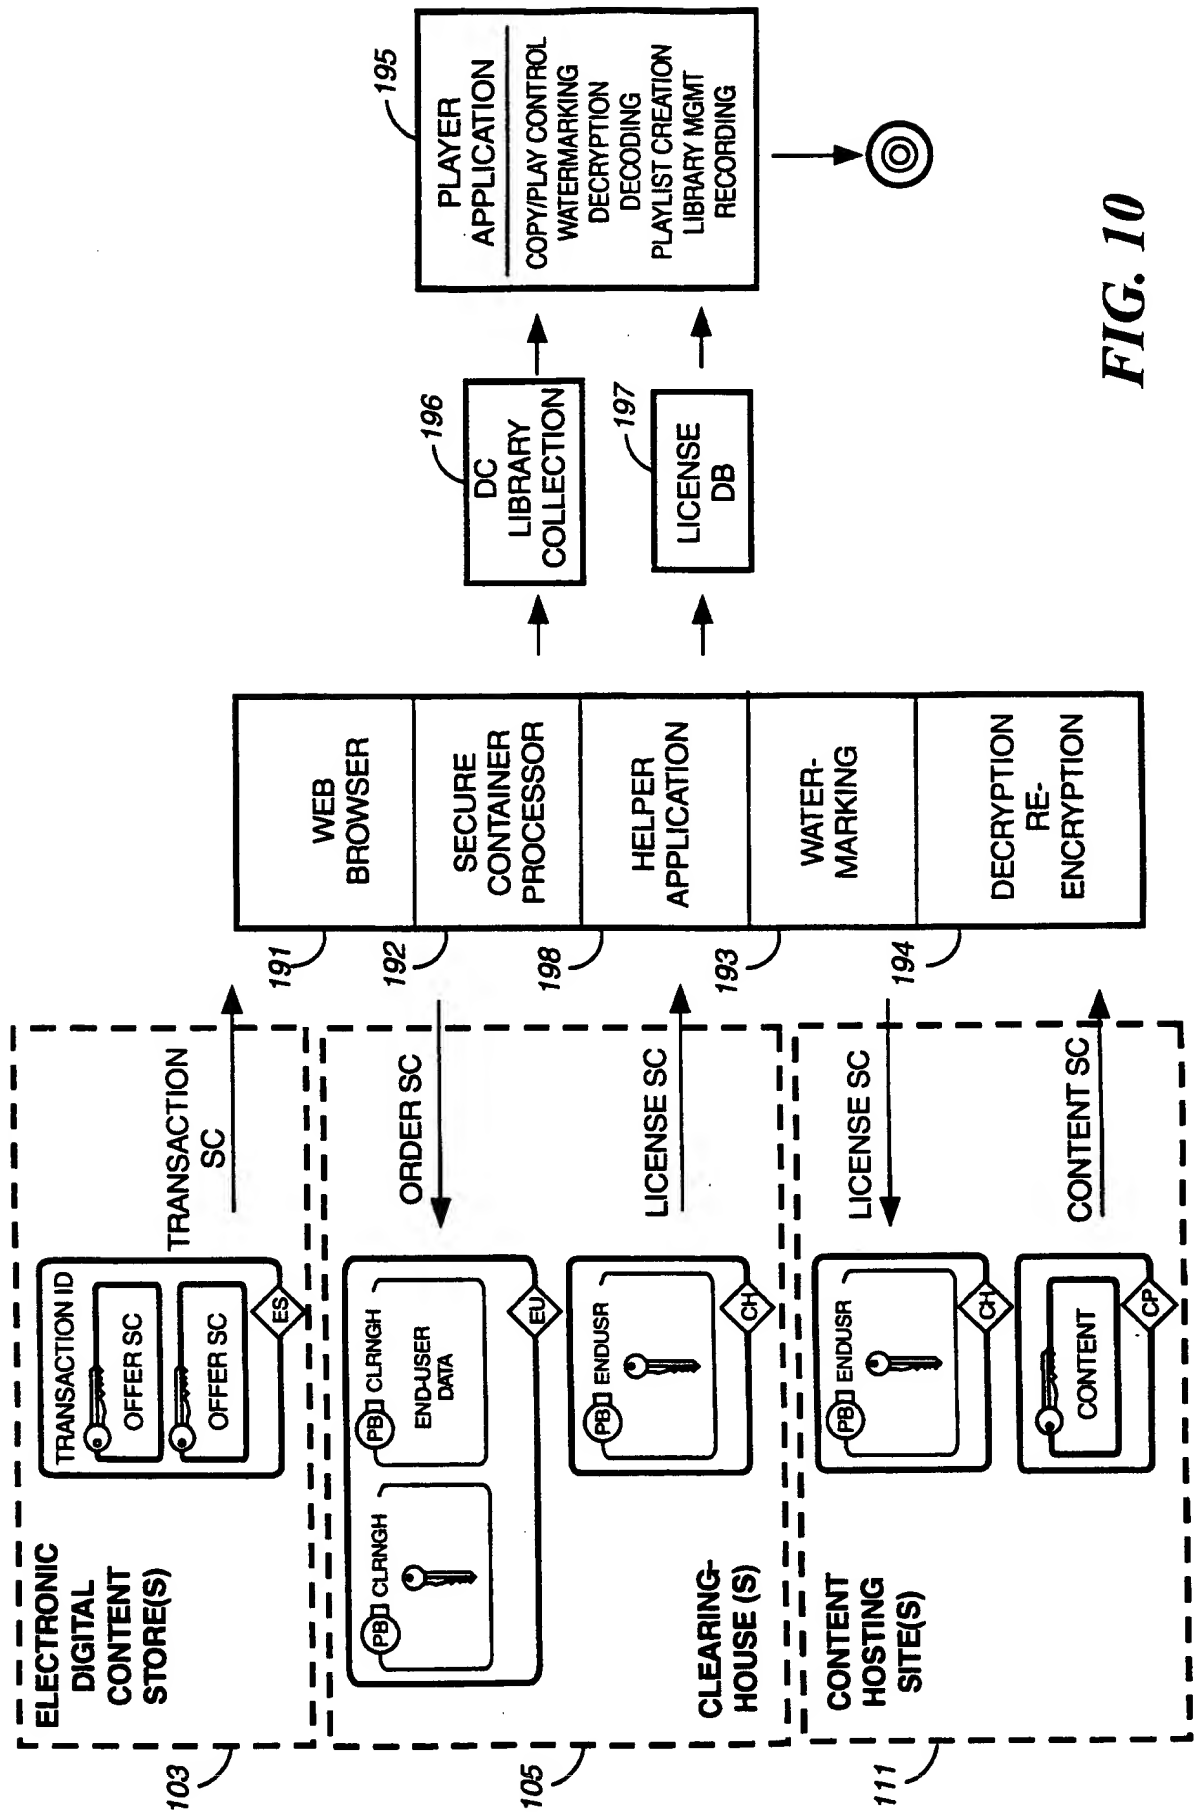 103
ELECTRONIC
DIGITAL
CONTENT
STORE(S)
TRANSACTION ID
OFFER SC
OFFER SC
ES
TRANSACTION
SC
105
PB CLRNGH
PB CLRNGH
END-USER
DATA
EU
ORDER SC
CLEARING-
HOUSE (S)
PB ENDUSR
CH
LICENSE SC
111
CONTENT
HOSTING
SITE(S)
PB ENDUSR
CH
LICENSE SC
CONTENT
CP
CONTENT SC
191
WEB
BROWSER
192
SECURE
CONTAINER
PROCESSOR
198
HELPER
APPLICATION
193
WATER-
MARKING
194
DECRYPTION
RE-
ENCRYPTION
196
DC
LIBRARY
COLLECTION
197
LICENSE
DB
195
PLAYER
APPLICATION
COPY/PLAY CONTROL
WATERMARKING
DECRYPTION
DECODING
PLAYLIST CREATION
LIBRARY MGMT
RECORDING
FIG. 10